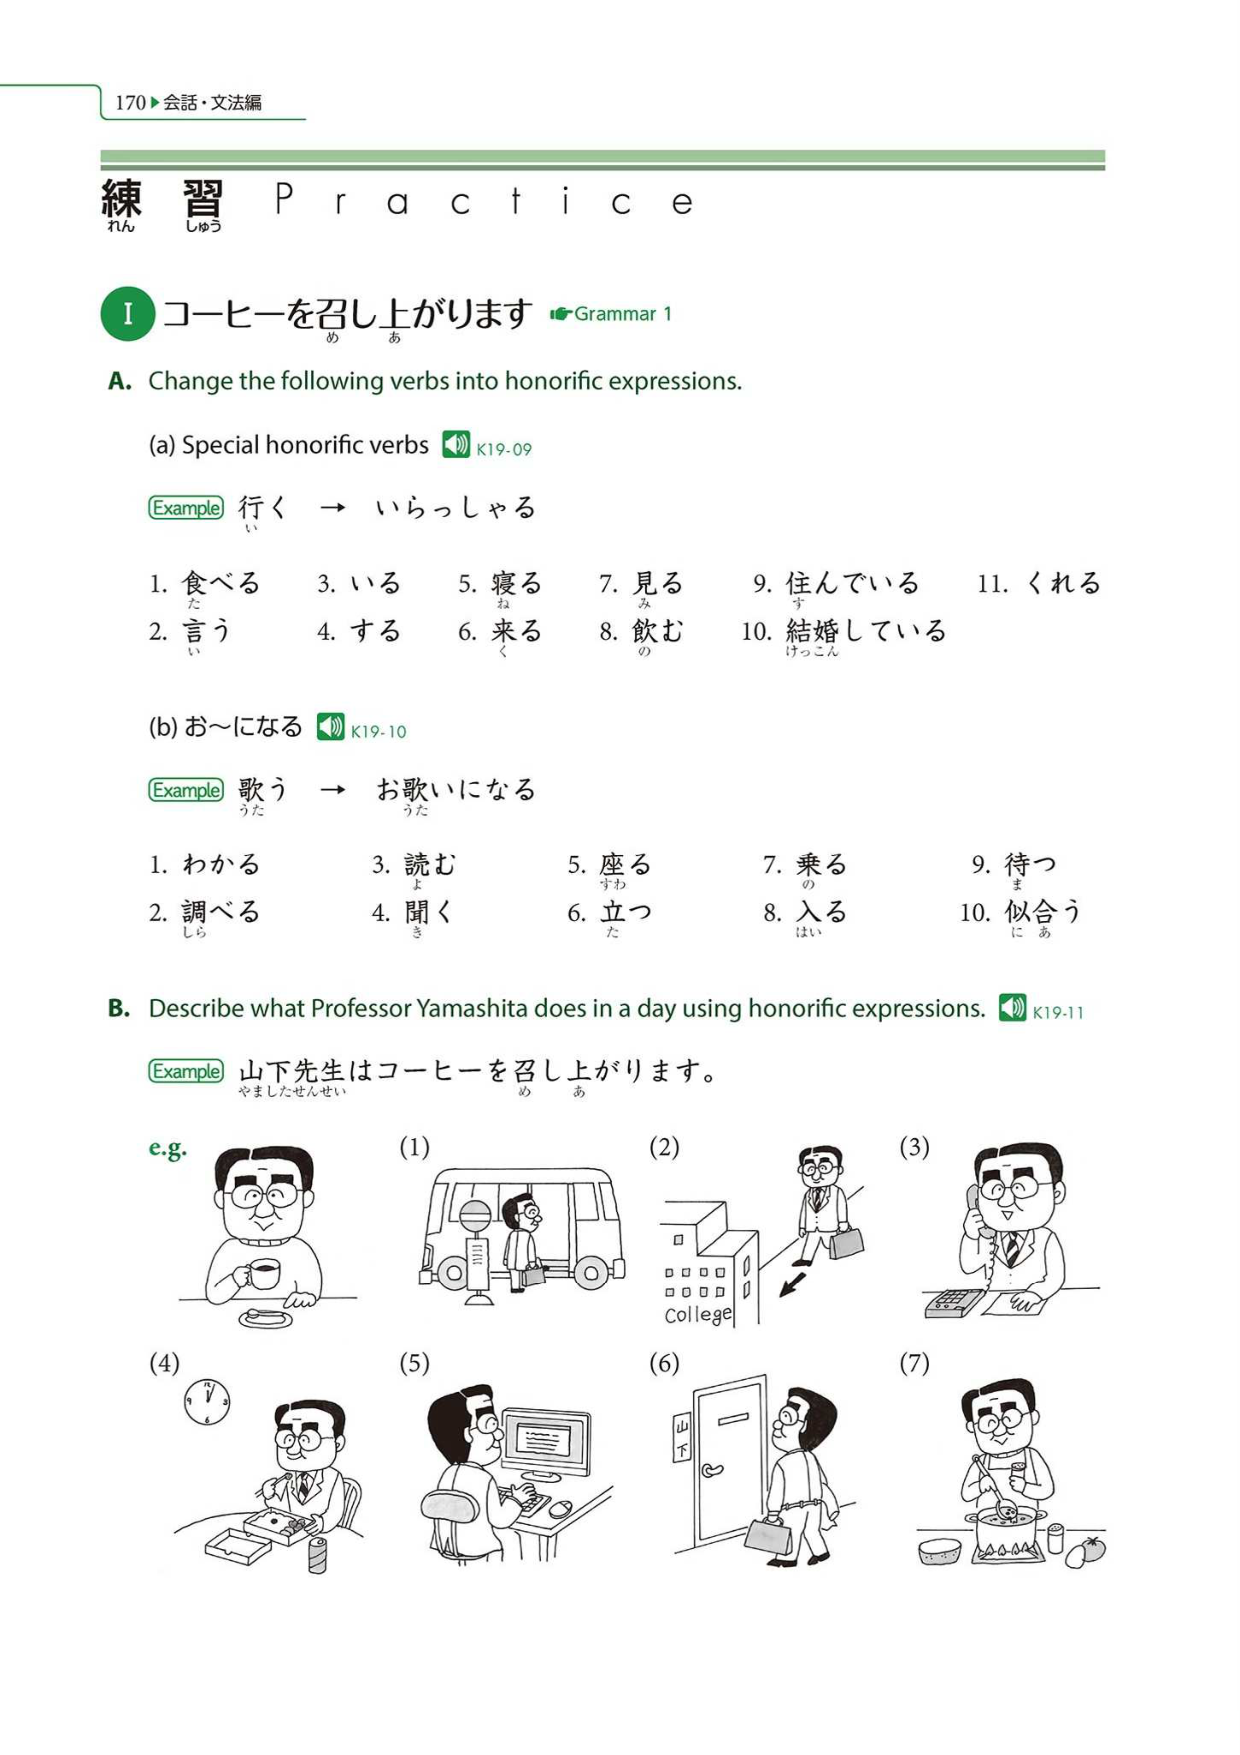 170 ▶ 会話・文法編
練習 Practice
れん しゅう
I コーヒーを召し上がります ☛Grammar 1
め あ
A. Change the following verbs into honorific expressions.
(a) Special honorific verbs K19-09
Example 行く → いらっしゃる
い
1. 食べる 3. いる 5. 寝る 7. 見る 9. 住んでいる 11. くれる
た ね み す
2. 言う 4. する 6. 来る 8. 飲む 10. 結婚している
い く の けっこん
(b) お〜になる K19-10
Example 歌う → お歌いになる
うた うた
1. わかる 3. 読む 5. 座る 7. 乗る 9. 待つ
よ すわ の ま
2. 調べる 4. 聞く 6. 立つ 8. 入る 10. 似合う
しら き た はい に あ
B. Describe what Professor Yamashita does in a day using honorific expressions. K19-11
Example 山下先生はコーヒーを召し上がります。
やましたせんせい め あ
e.g. (1) (2) (3)
College
(4) (5) (6) (7)
12
9 3
6
山下